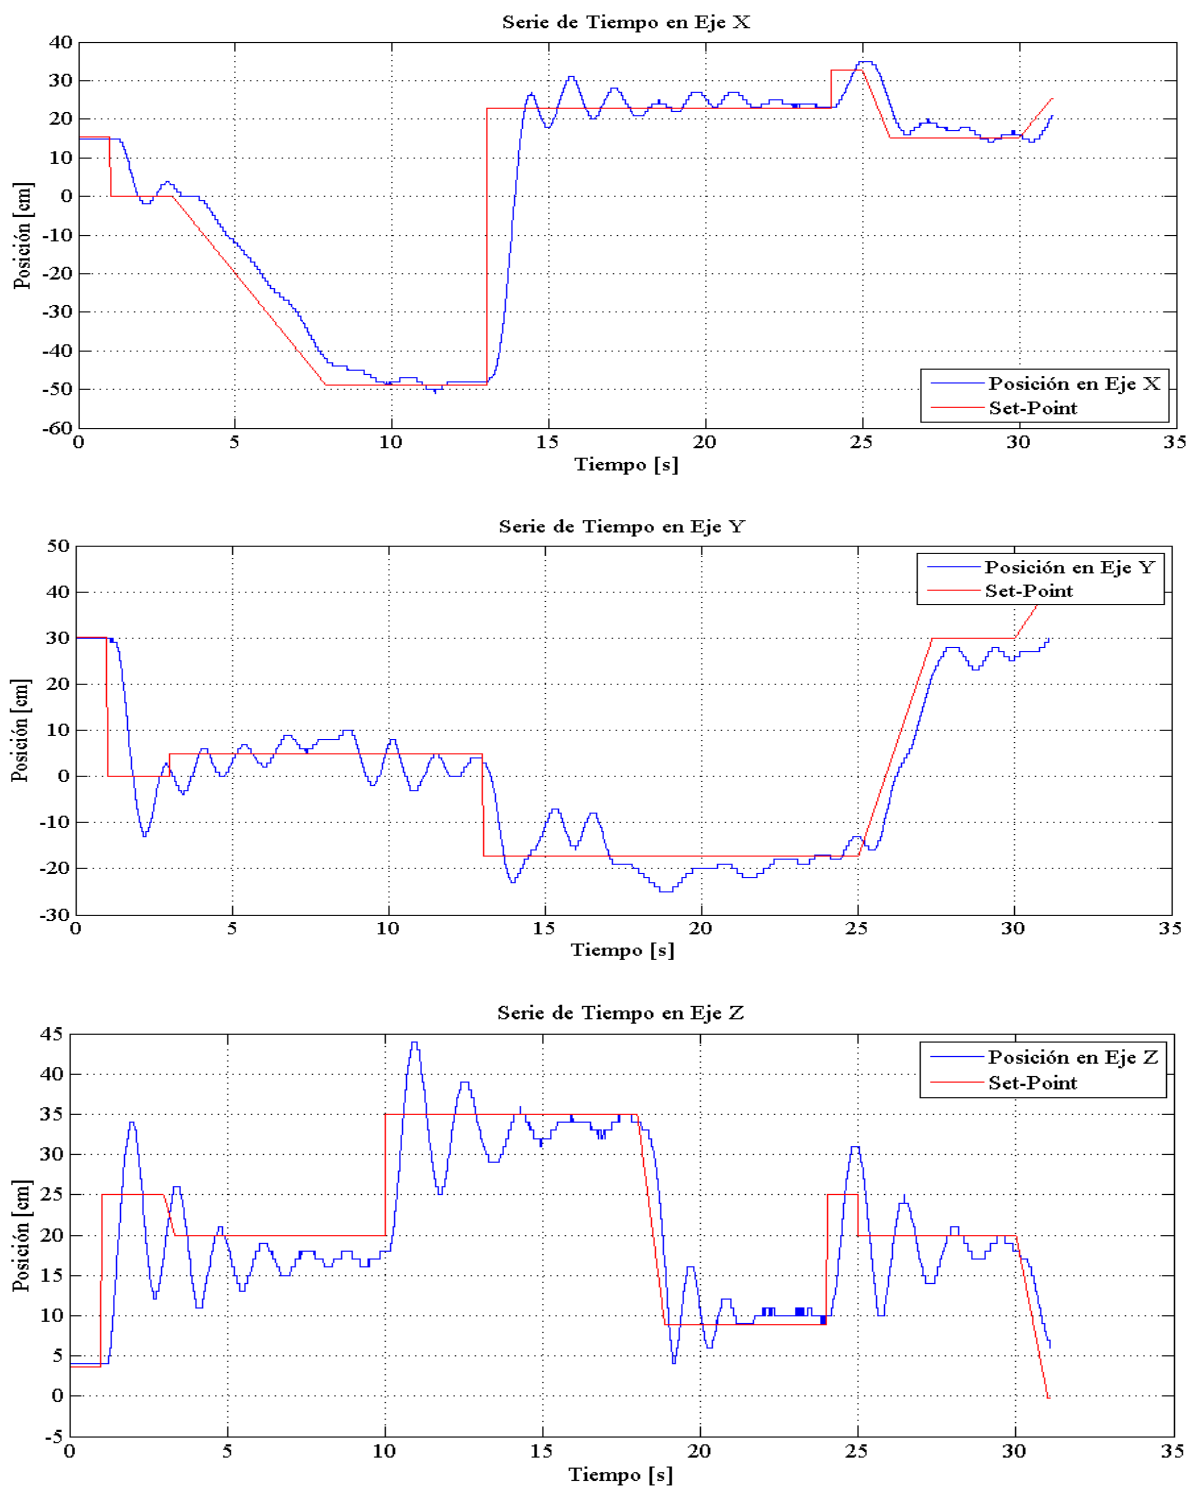 Serie de Tiempo en Eje X
40
30
20
10
0
-10
-20
-30
-40
-50
-60
Posición [cm]
Posición en Eje X
Set-Point
0 5 10 15 20 25 30 35
Tiempo [s]
Serie de Tiempo en Eje Y
50
40
30
20
10
0
-10
-20
-30
Posición [cm]
Posición en Eje Y
Set-Point
0 5 10 15 20 25 30 35
Tiempo [s]
Serie de Tiempo en Eje Z
45
40
35
30
25
20
15
10
5
0
-5
Posición [cm]
Posición en Eje Z
Set-Point
0 5 10 15 20 25 30 35
Tiempo [s]